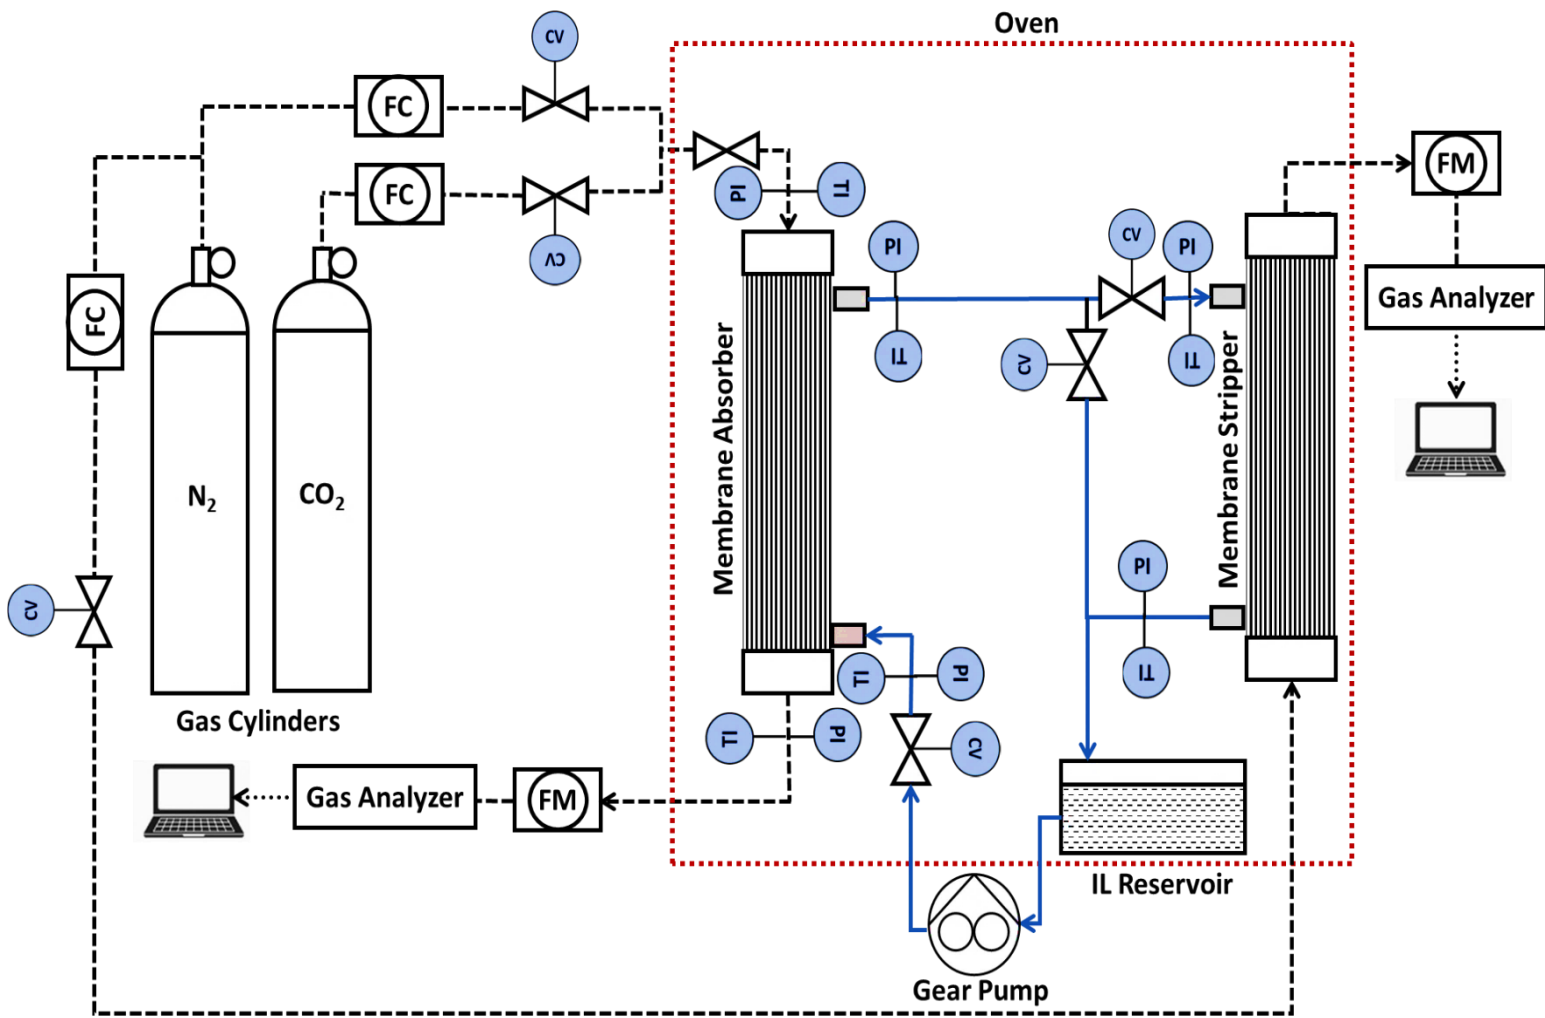 Oven
CV
FC
FM
FC
PI
TI
CV
PI
CV
PI
Gas Analyzer
FC
TI
CV
TI
Membrane Absorber
Membrane Stripper
N₂
CO₂
PI
CV
TI
TI
PI
Gas Cylinders
TI
PI
CV
Gas Analyzer
FM
IL Reservoir
Gear Pump